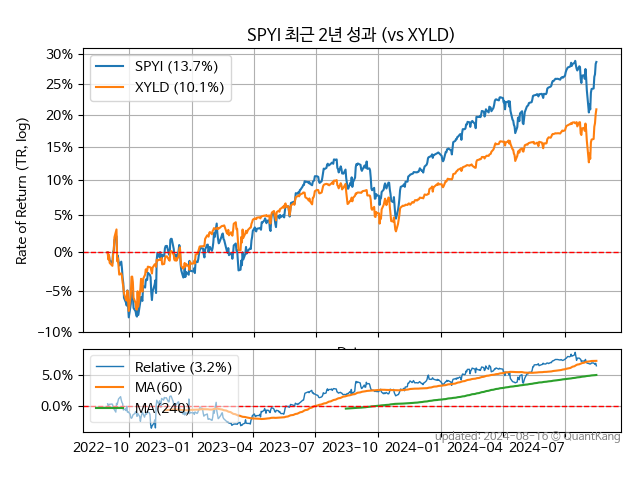 SPYI 최근 2년 성과 (vs XYLD)
Rate of Return (TR, log)
30%
25%
20%
15%
10%
5%
0%
−5%
−10%
SPYI (13.7%)
XYLD (10.1%)
5.0%
0.0%
Relative (3.2%)
MA(60)
MA(240)
2022−10 2023−01 2023−04 2023−07 2023−10 2024−01 2024−04 2024−07
updated: 2024−08−16 © QuantKang